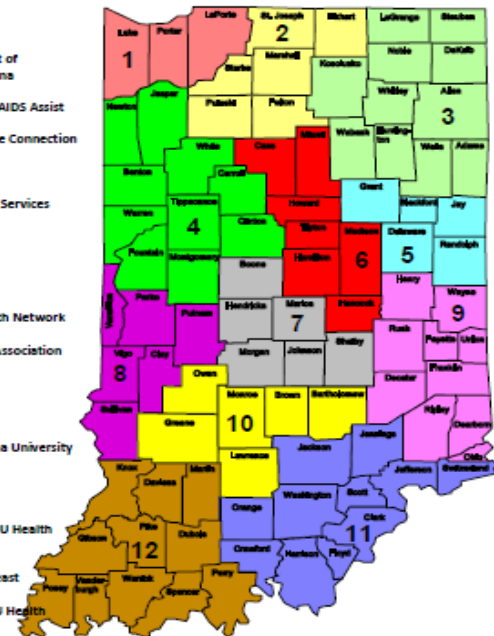 t of
na
AIDS Assist
e Connection
Services
th Network
Association
a University
U Health
east
U Health
LaPorte
St. Joseph
Elkhart
LaGrange
Steuben
Lake
Porter
1
2
Noble
DeKalb
Starke
Marshall
Kosciusko
Whitley
Allen
3
Newton
Jasper
Pulaski
Fulton
Wabash
Hunting-
ton
Wells
Adams
White
Cass
Miami
Benton
Carroll
Grant
Blackford
Jay
Warren
Tippecanoe
4
Howard
Clinton
Tipton
Madison
Delaware
5
Randolph
Fountain
Montgomery
Boone
Hamilton
6
Henry
Wayne
9
Parke
Putnam
Hendricks
Marion
7
Hancock
Rush
Fayette
Union
Vigo
8
Clay
Morgan
Johnson
Shelby
Franklin
Owen
Decatur
Monroe
Brown
Bartholomew
Sullivan
Greene
10
Ripley
Dearborn
Lawrence
Jackson
Jennings
Ohio
Knox
Daviess
Martin
Jefferson
Switzerland
Orange
Washington
Scott
Pike
Clark
11
Gibson
12
Dubois
Crawford
Harrison
Floyd
Posey
Vander-
burgh
Warrick
Spencer
Perry